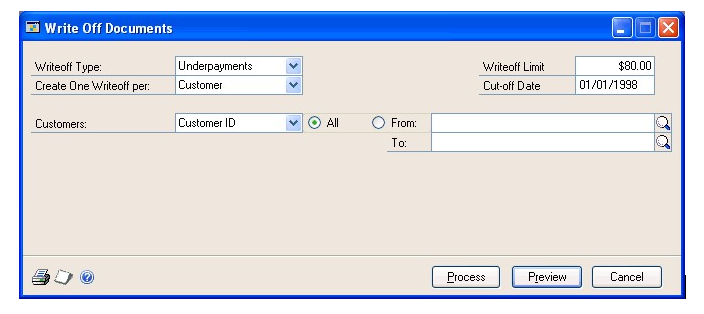 Write Off Documents
Writeoff Type: Underpayments Writeoff Limit $80.00
Create One Writeoff per: Customer Cut-off Date 01/01/1998
Customers: Customer ID All From:
To:
Process Preview Cancel